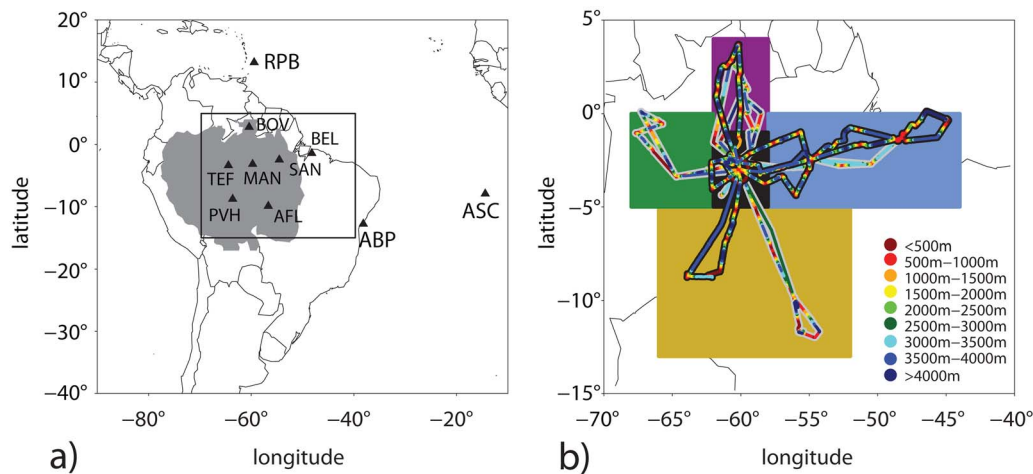 20°
10°
0°
−10°
−20°
−30°
−40°
latitude
−80° −60° −40° −20°
longitude
a)
RPB
BOV
BEL
TEF MAN SAN
PVH AFL
ASC
ABP
5°
0°
−5°
−10°
−15°
latitude
−70° −65° −60° −55° −50° −45° −40°
longitude
b)
<500m
500m−1000m
1000m−1500m
1500m−2000m
2000m−2500m
2500m−3000m
3000m−3500m
3500m−4000m
>4000m